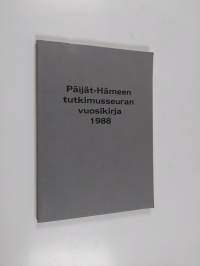 Päijät-Hämeen
tutkimusseuran
vuosikirja
1988